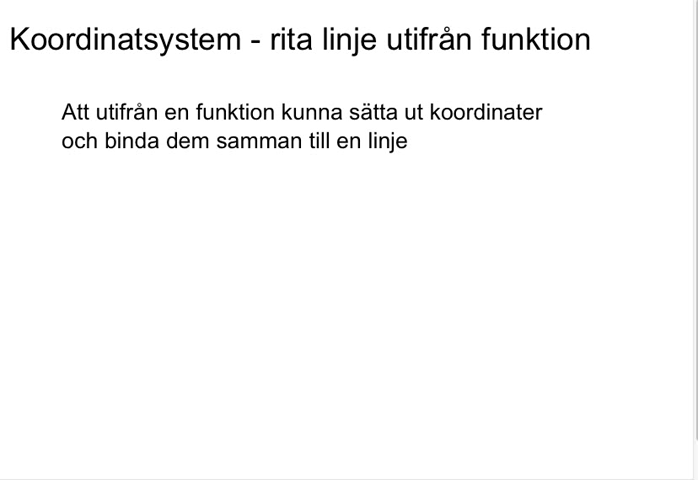 Koordinatsystem - rita linje utifrån funktion
Att utifrån en funktion kunna sätta ut koordinater
och binda dem samman till en linje